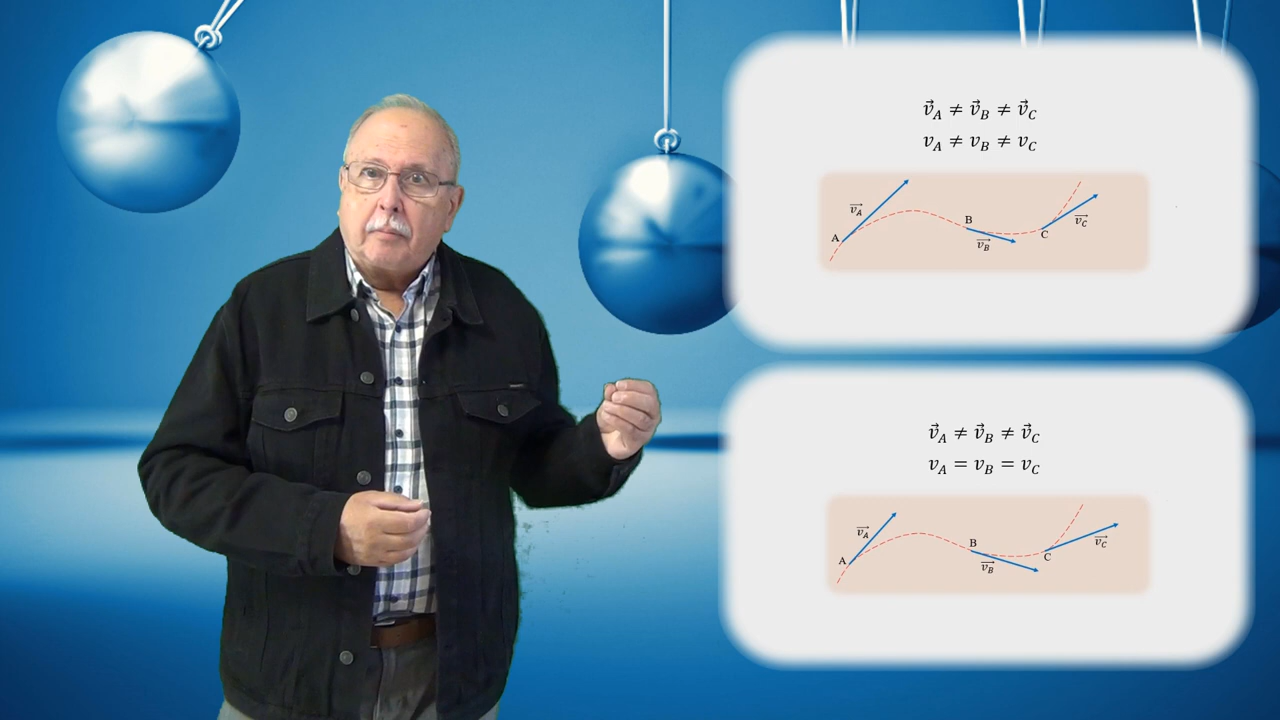 v⃗_A ≠ v⃗_B ≠ v⃗_C
v_A ≠ v_B ≠ v_C
v⃗_A
A
B
v⃗_B
C
v⃗_C
v⃗_A ≠ v⃗_B ≠ v⃗_C
v_A = v_B = v_C
v⃗_A
A
B
v⃗_B
C
v⃗_C